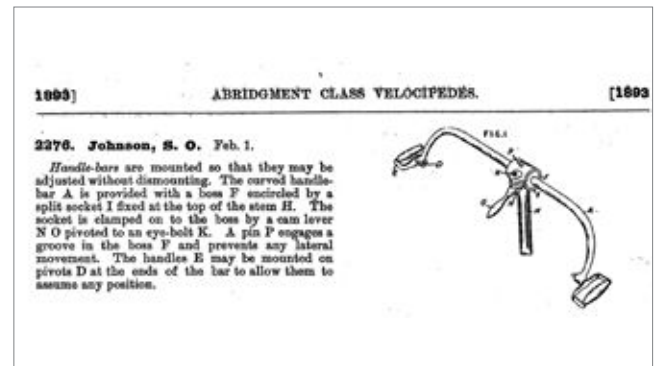 1893]
ABRIDGMENT CLASS VELOCIPEDES.
[1893
2276. Johnson, S. O. Feb. 1.
Handle-bars are mounted so that they may be
adjusted without dismounting. The curved handle-
bar A is provided with a boss F encircled by a
split socket I fixed at the top of the stem H. The
socket is clamped on to the boss by a cam lever
N O pivoted to an eye-bolt K. A pin P engages a
groove in the boss F and prevents any lateral
movement. The handles E may be mounted on
pivots D at the ends of the bar to allow them to
assume any position.
FIG.1